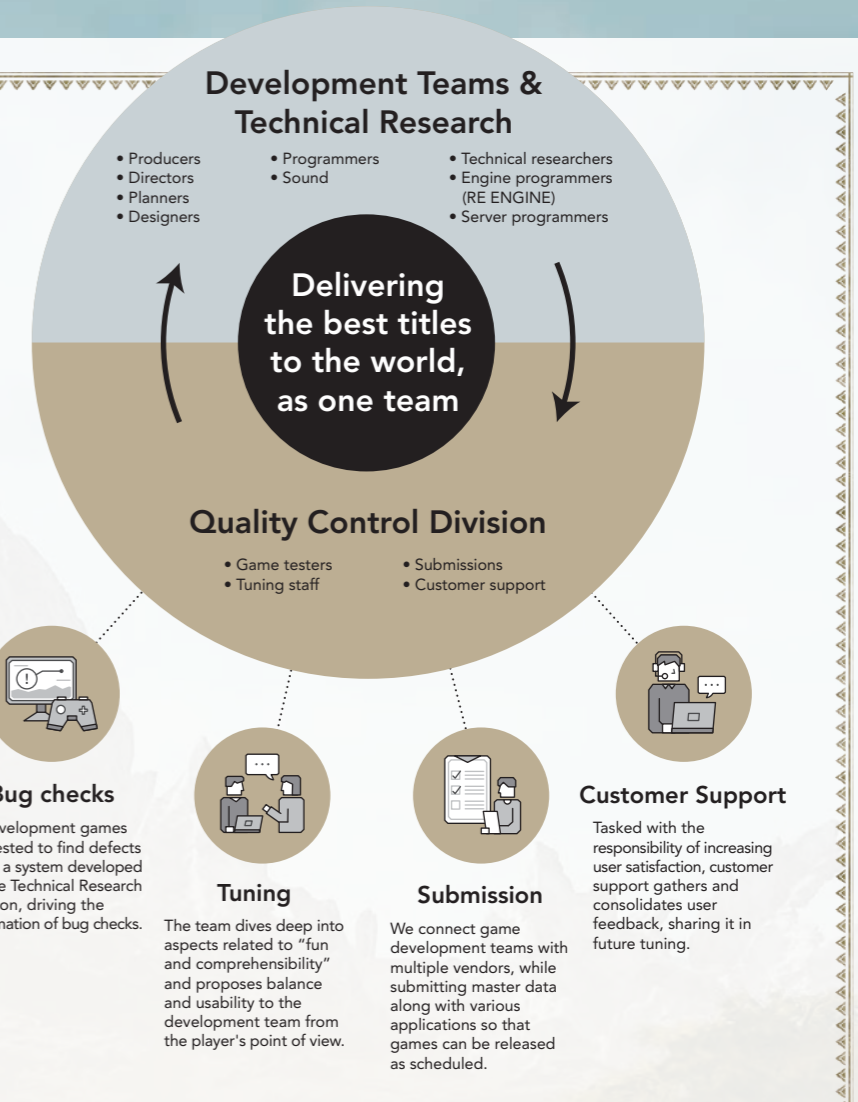 Development Teams &
Technical Research
• Producers
• Directors
• Planners
• Designers
• Programmers
• Sound
• Technical researchers
• Engine programmers
(RE ENGINE)
• Server programmers
Delivering
the best titles
to the world,
as one team
Quality Control Division
• Game testers
• Tuning staff
• Submissions
• Customer support
Bug checks
games
to find defects
a system developed
Technical Research
driving the
of bug checks.
Tuning
The team dives deep into
aspects related to “fun
and comprehensibility”
and proposes balance
and usability to the
development team from
the player's point of view.
Submission
We connect game
development teams with
multiple vendors, while
submitting master data
along with various
applications so that
games can be released
as scheduled.
Customer Support
Tasked with the
responsibility of increasing
user satisfaction, customer
support gathers and
consolidates user
feedback, sharing it in
future tuning.